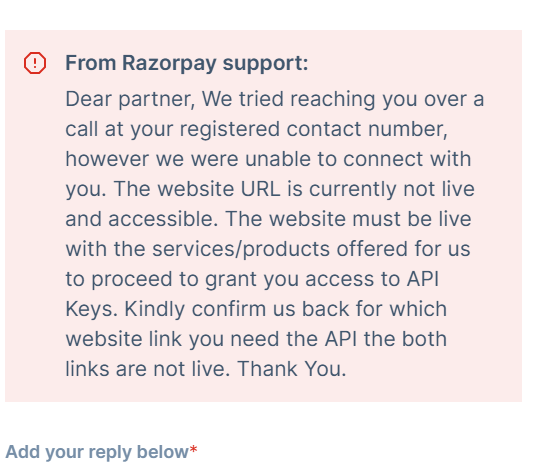 From Razorpay support:
Dear partner, We tried reaching you over a
call at your registered contact number,
however we were unable to connect with
you. The website URL is currently not live
and accessible. The website must be live
with the services/products offered for us
to proceed to grant you access to API
Keys. Kindly confirm us back for which
website link you need the API the both
links are not live. Thank You.
Add your reply below*